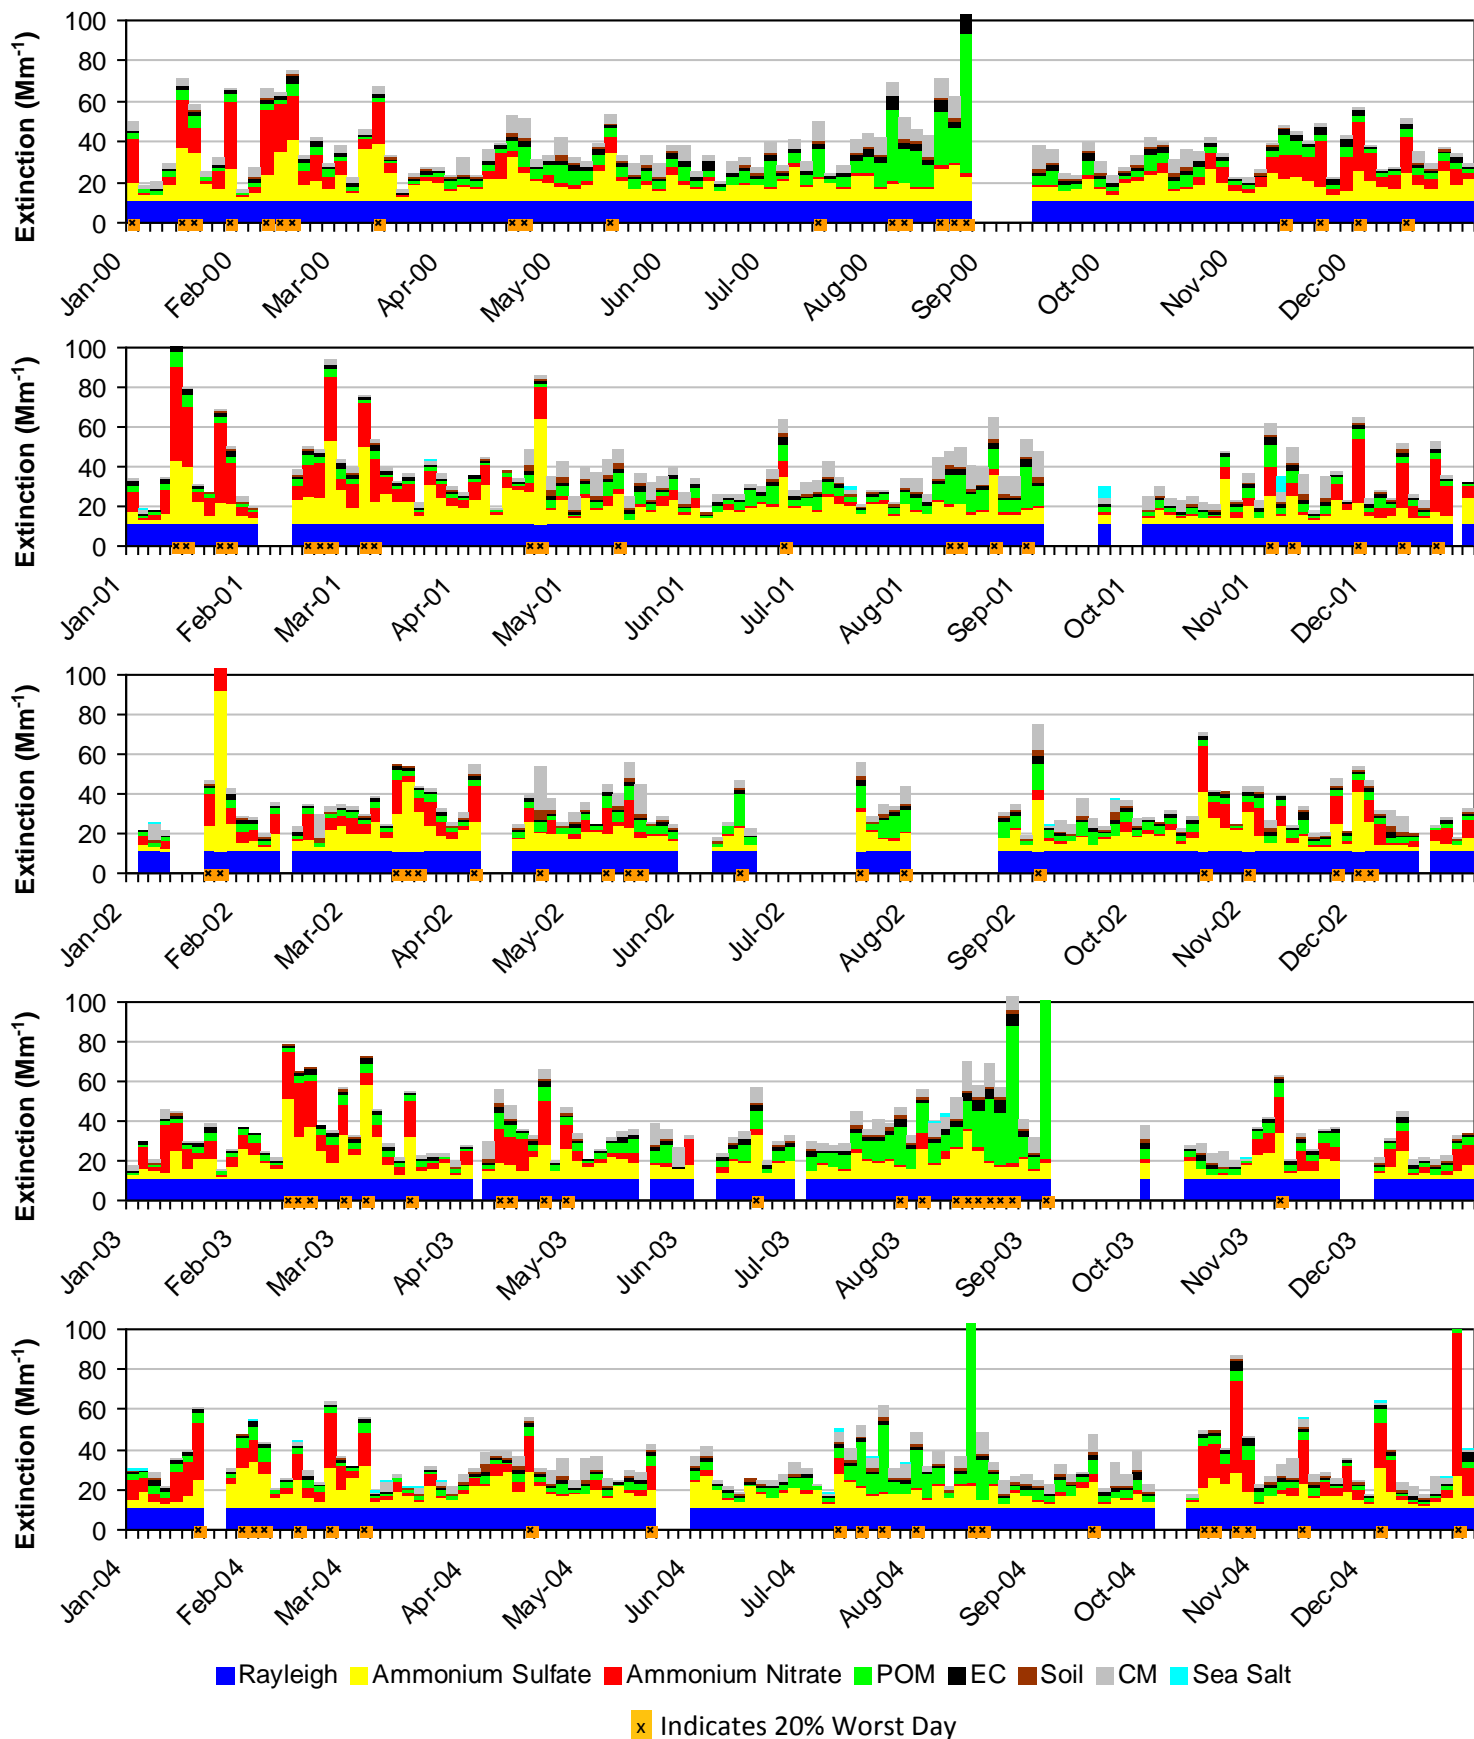 Extinction (Mm-1)
100
80
60
40
20
0
Jan-00 Feb-00 Mar-00 Apr-00 May-00 Jun-00 Jul-00 Aug-00 Sep-00 Oct-00 Nov-00 Dec-00
Extinction (Mm-1)
100
80
60
40
20
0
Jan-01 Feb-01 Mar-01 Apr-01 May-01 Jun-01 Jul-01 Aug-01 Sep-01 Oct-01 Nov-01 Dec-01
Extinction (Mm-1)
100
80
60
40
20
0
Jan-02 Feb-02 Mar-02 Apr-02 May-02 Jun-02 Jul-02 Aug-02 Sep-02 Oct-02 Nov-02 Dec-02
Extinction (Mm-1)
100
80
60
40
20
0
Jan-03 Feb-03 Mar-03 Apr-03 May-03 Jun-03 Jul-03 Aug-03 Sep-03 Oct-03 Nov-03 Dec-03
Extinction (Mm-1)
100
80
60
40
20
0
Jan-04 Feb-04 Mar-04 Apr-04 May-04 Jun-04 Jul-04 Aug-04 Sep-04 Oct-04 Nov-04 Dec-04
Rayleigh Ammonium Sulfate Ammonium Nitrate POM EC Soil CM Sea Salt
x Indicates 20% Worst Day